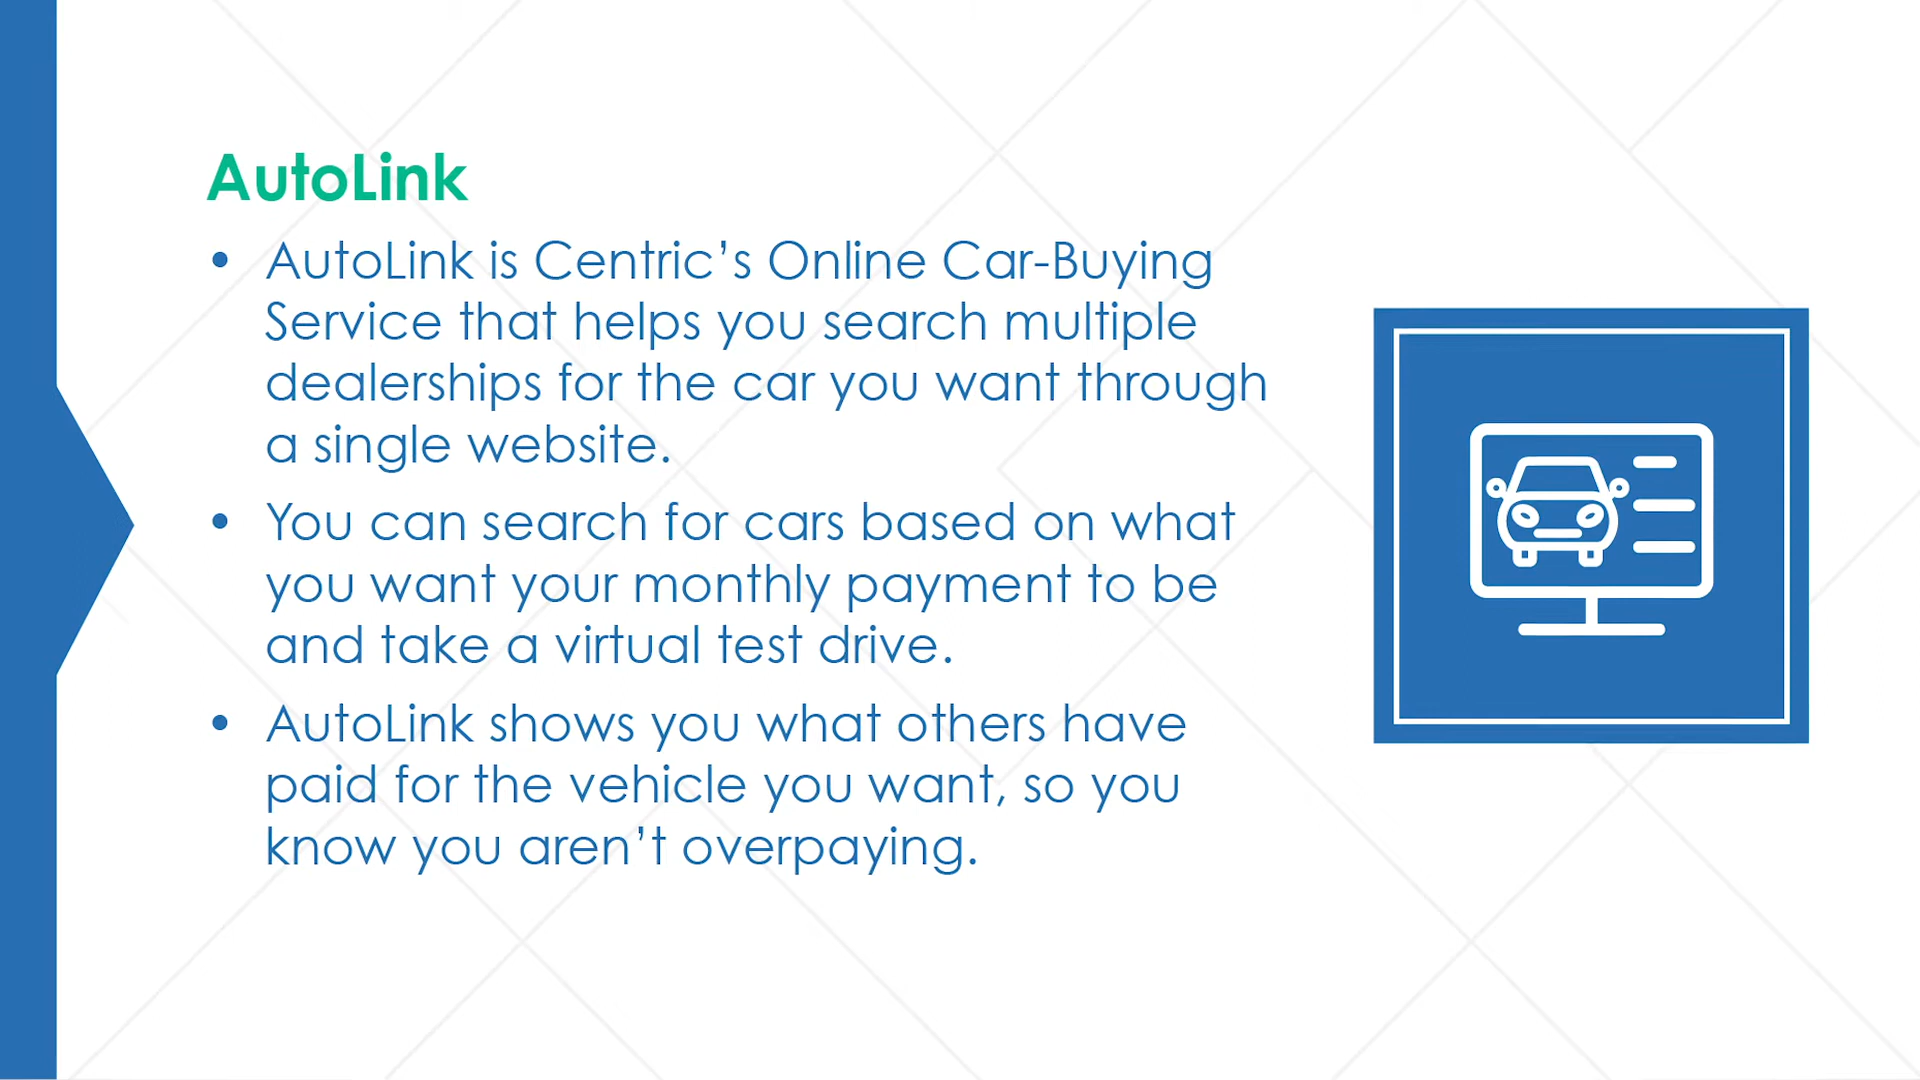 AutoLink
• AutoLink is Centric’s Online Car-Buying
Service that helps you search multiple
dealerships for the car you want through
a single website.
• You can search for cars based on what
you want your monthly payment to be
and take a virtual test drive.
• AutoLink shows you what others have
paid for the vehicle you want, so you
know you aren’t overpaying.